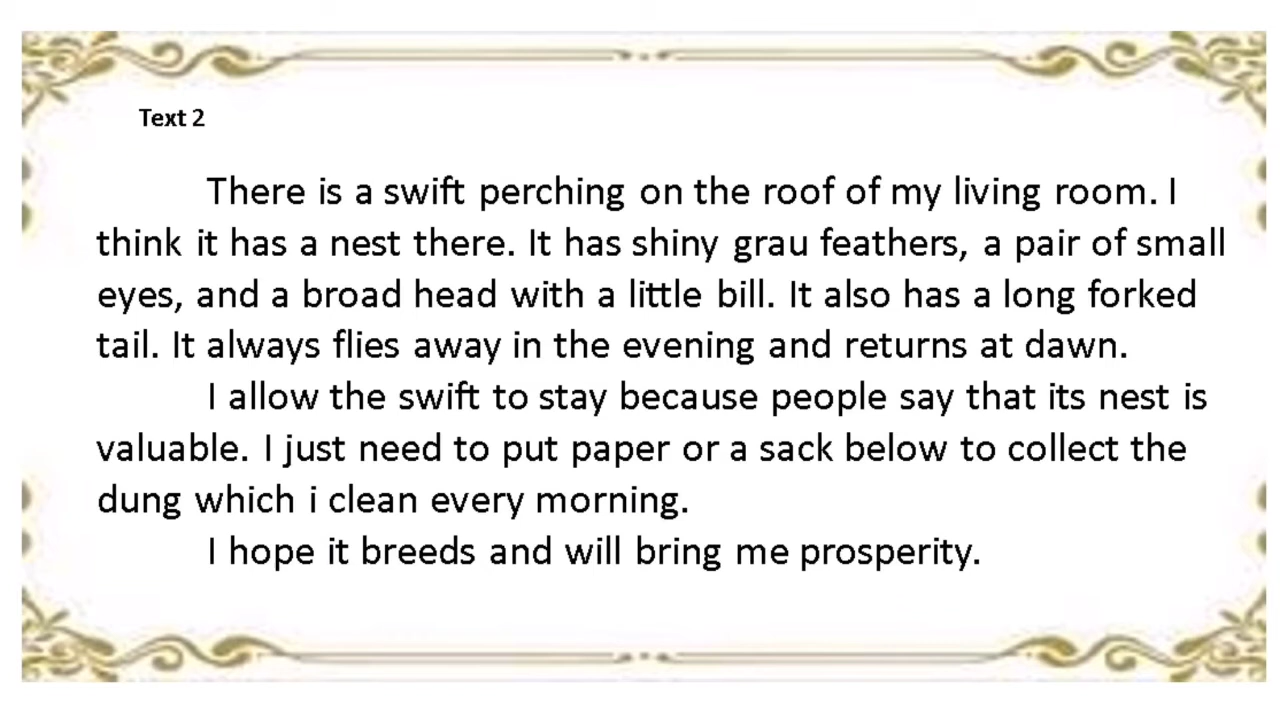 Text 2
There is a swift perching on the roof of my living room. I
think it has a nest there. It has shiny grau feathers, a pair of small
eyes, and a broad head with a little bill. It also has a long forked
tail. It always flies away in the evening and returns at dawn.
I allow the swift to stay because people say that its nest is
valuable. I just need to put paper or a sack below to collect the
dung which i clean every morning.
I hope it breeds and will bring me prosperity.